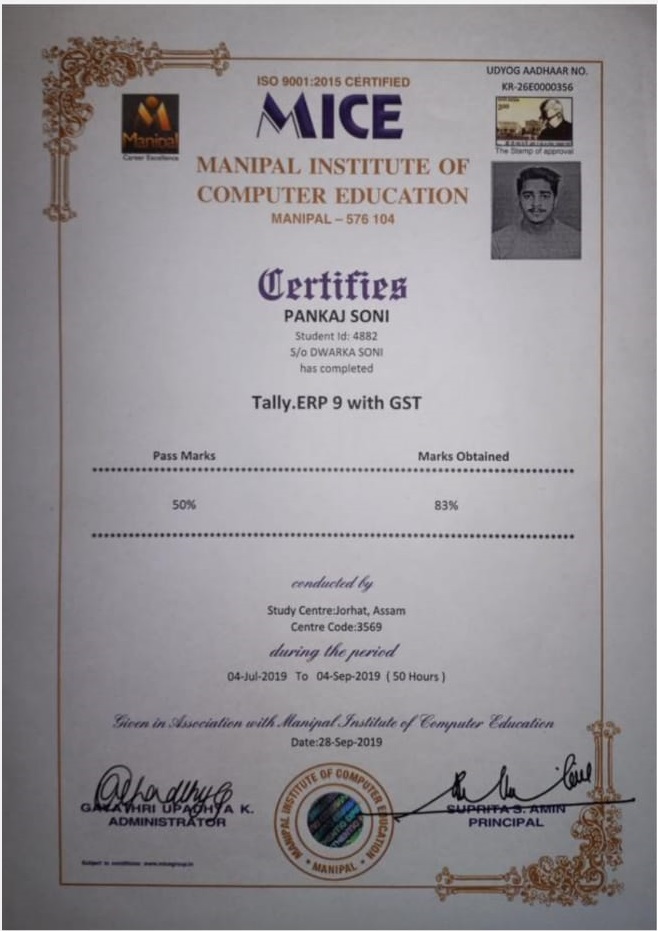 UDYOG AADHAAR NO.
KR-26E0000356
ISO 9001:2015 CERTIFIED
MICE
Manipal
Career Excellence
The Stamp of approval
MANIPAL INSTITUTE OF
COMPUTER EDUCATION
MANIPAL – 576 104
Certifies
PANKAJ SONI
Student Id: 4882
S/o DWARKA SONI
has completed
Tally.ERP 9 with GST
Pass Marks Marks Obtained
50% 83%
conducted by
Study Centre:Jorhat, Assam
Centre Code:3569
during the period
04-Jul-2019 To 04-Sep-2019 ( 50 Hours )
Given in Association with Manipal Institute of Computer Education
Date:28-Sep-2019
GAYATHRI UPADHYA K.
ADMINISTRATOR
MANIPAL INSTITUTE OF COMPUTER EDUCATION
• MANIPAL •
SUPRITA S. AMIN
PRINCIPAL
Subject to conditions: www.micegroup.in